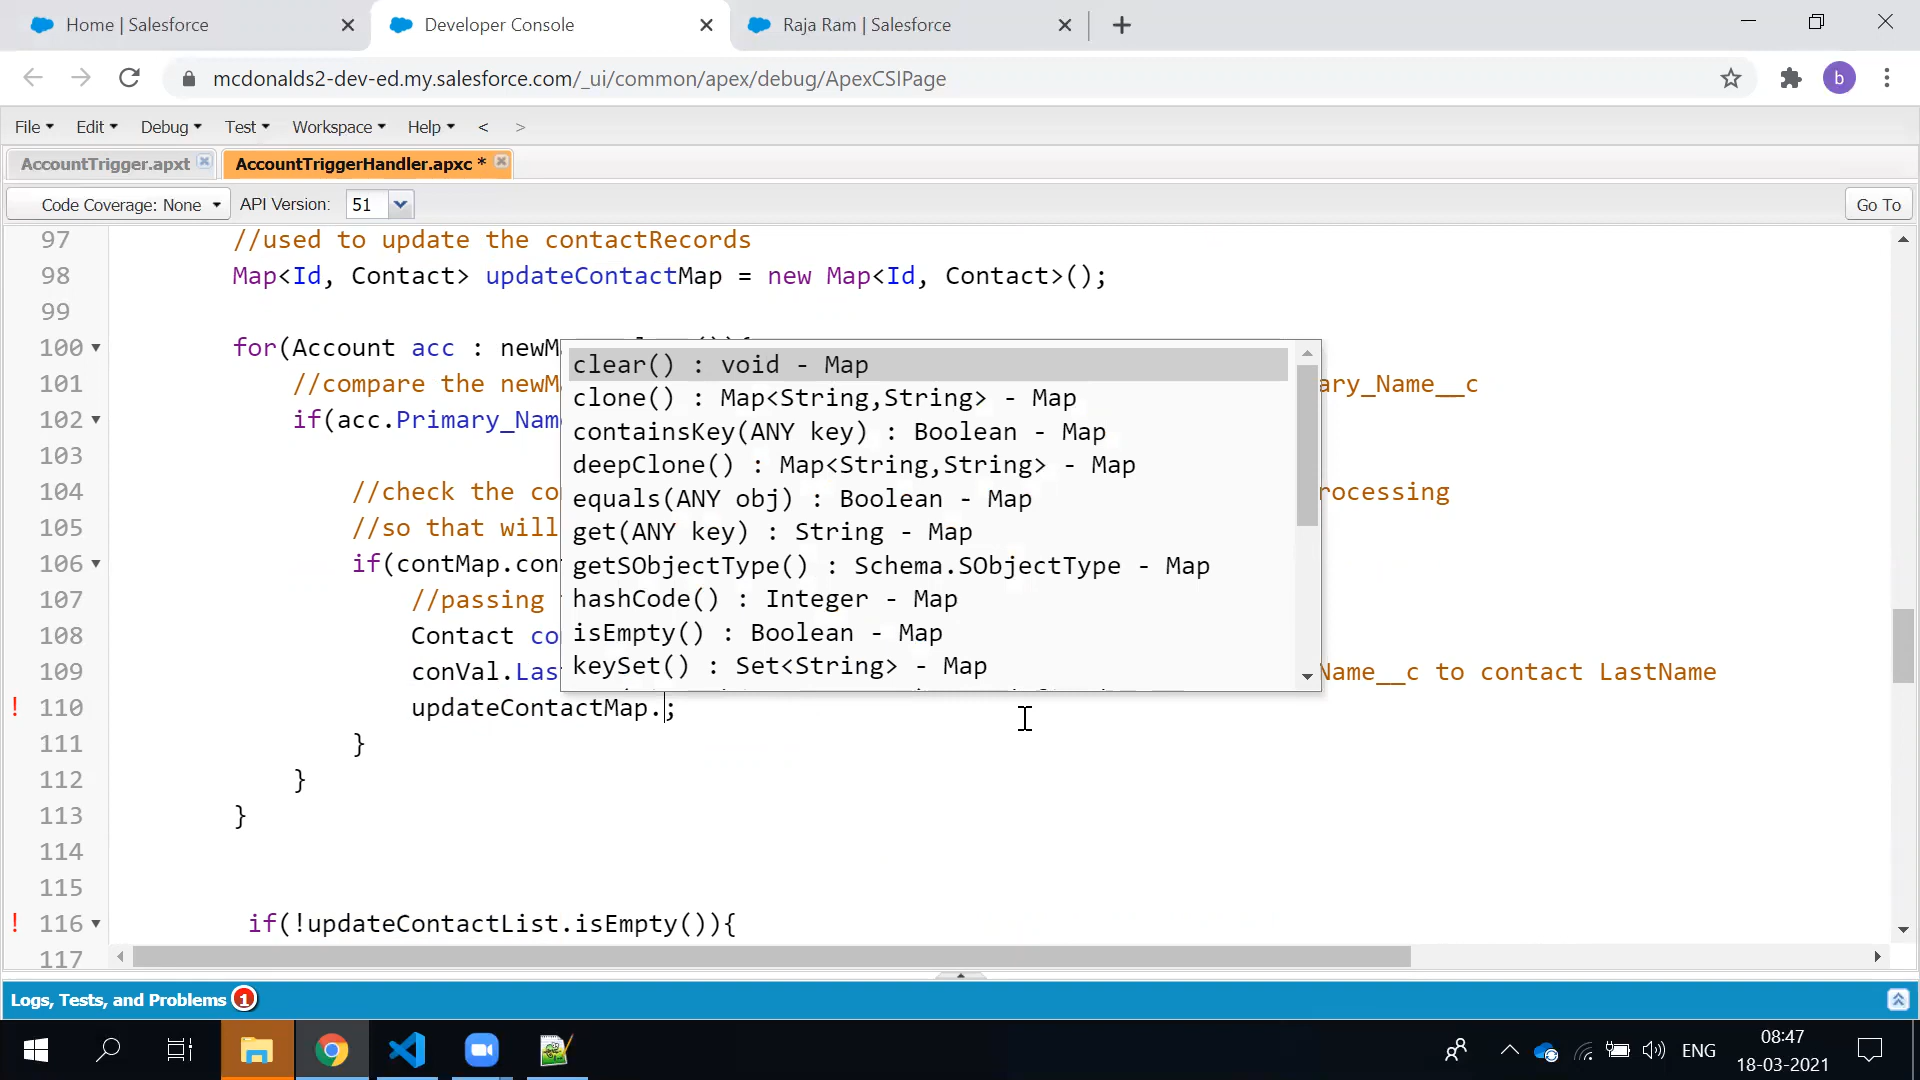 Home | Salesforce
Developer Console
Raja Ram | Salesforce
mcdonalds2-dev-ed.my.salesforce.com/_ui/common/apex/debug/ApexCSIPage
b
File Edit Debug Test Workspace Help < >
AccountTrigger.apxt
AccountTriggerHandler.apxc *
Code Coverage: None API Version: 51 Go To
97 //used to update the contactRecords
98 Map<Id, Contact> updateContactMap = new Map<Id, Contact>();
99
100 for(Account acc : newM
101 //compare the newM ary_Name__c
102 if(acc.Primary_Nam
103
104 //check the co rocessing
105 //so that will
106 if(contMap.con
107 //passing
108 Contact co
109 conVal.Las Name__c to contact LastName
! 110 updateContactMap.;
111 }
112 }
113 }
114
115
! 116 if(!updateContactList.isEmpty()){
117
clear() : void - Map
clone() : Map<String,String> - Map
containsKey(ANY key) : Boolean - Map
deepClone() : Map<String,String> - Map
equals(ANY obj) : Boolean - Map
get(ANY key) : String - Map
getSObjectType() : Schema.SObjectType - Map
hashCode() : Integer - Map
isEmpty() : Boolean - Map
keySet() : Set<String> - Map
Logs, Tests, and Problems 1
ENG
08:47
18-03-2021